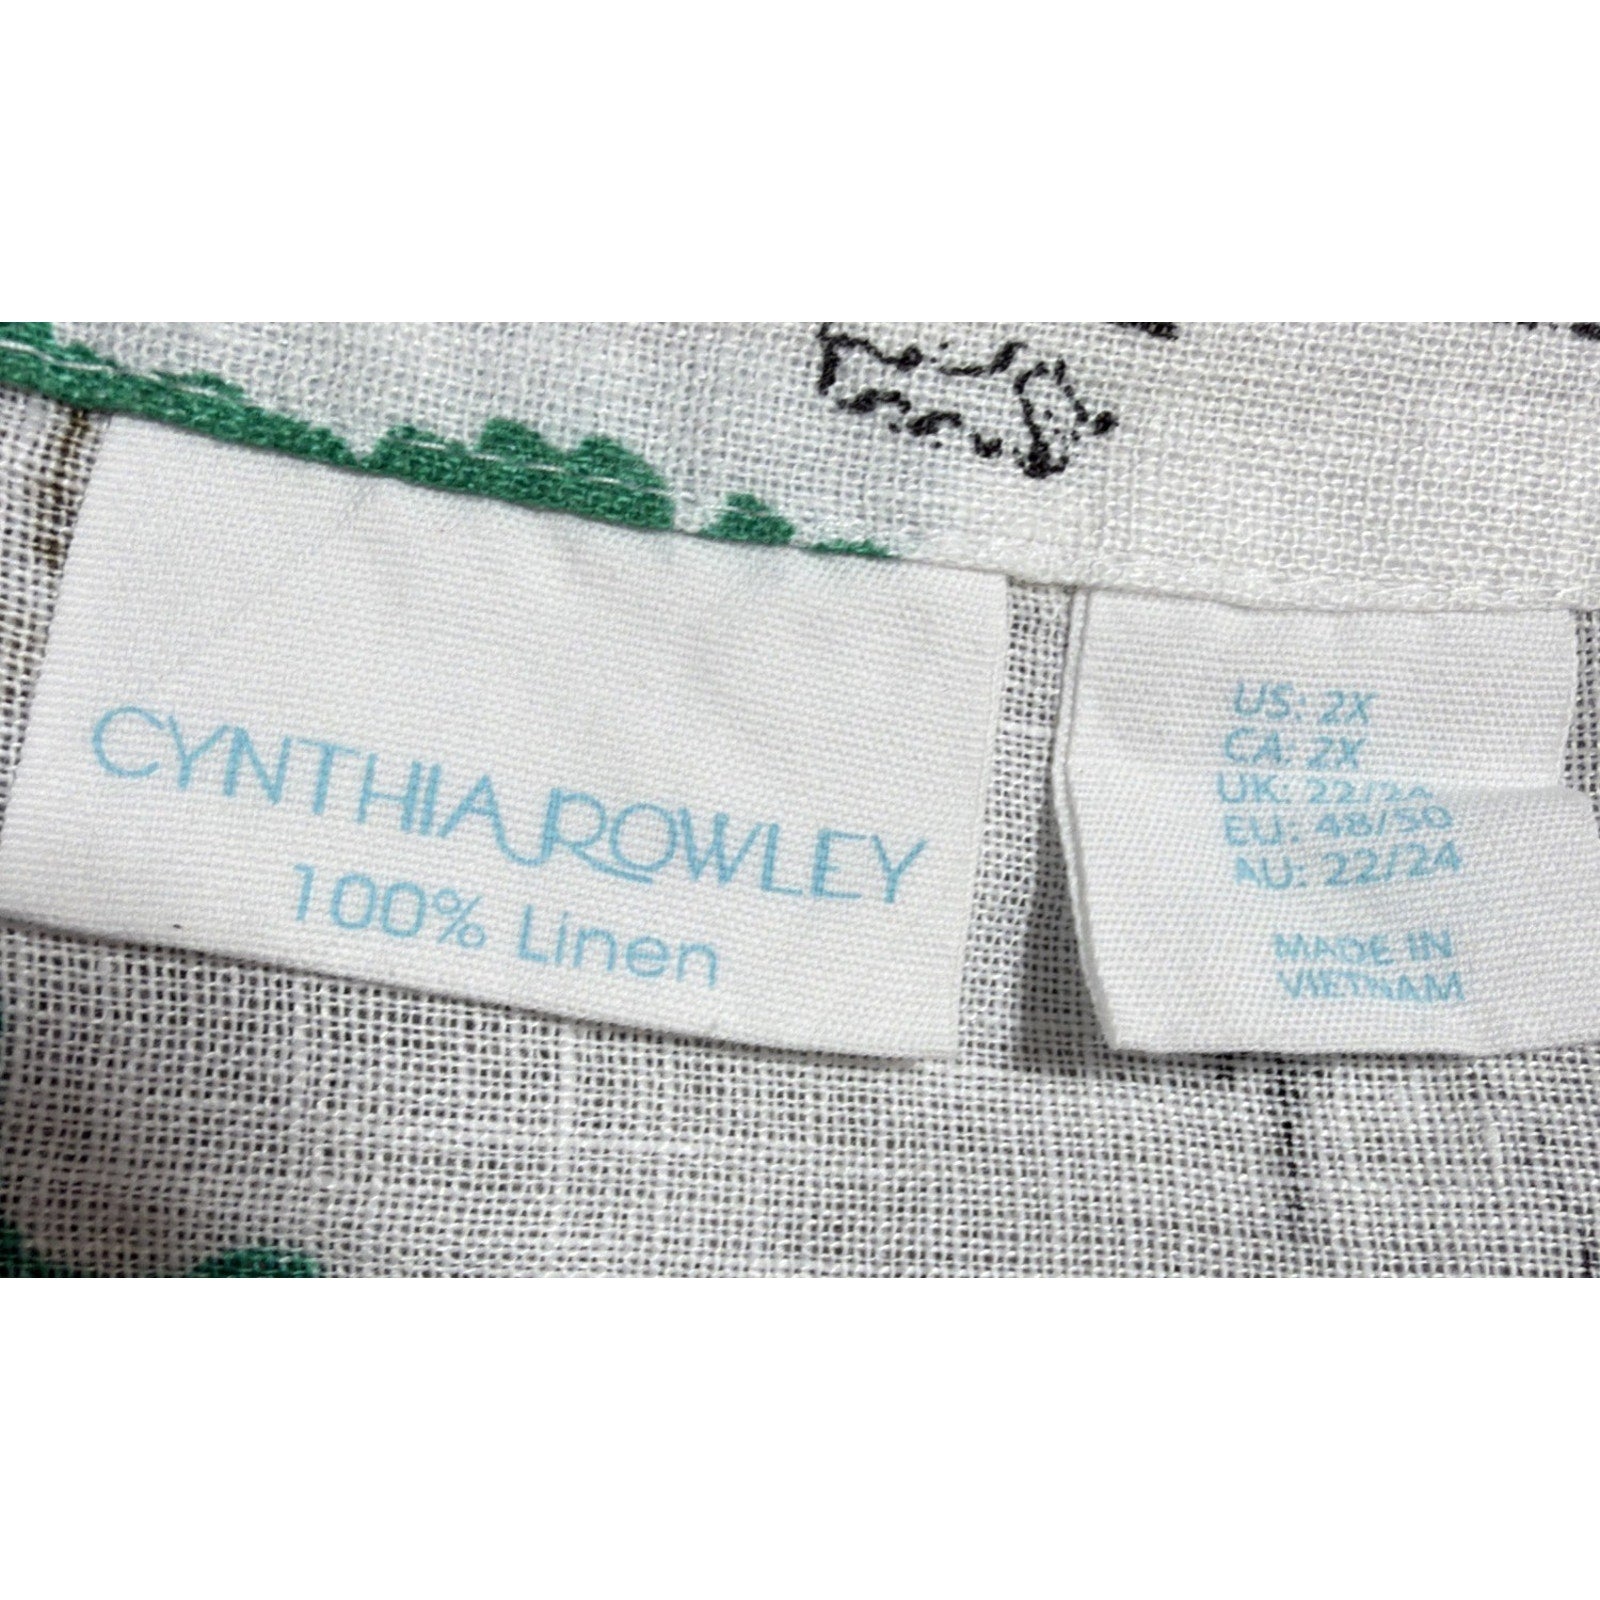 CYNTHIA ROWLEY
100% Linen
US: 2X
CA: 2X
UK: 22/24
EU: 48/50
AU: 22/24
MADE IN
VIETNAM